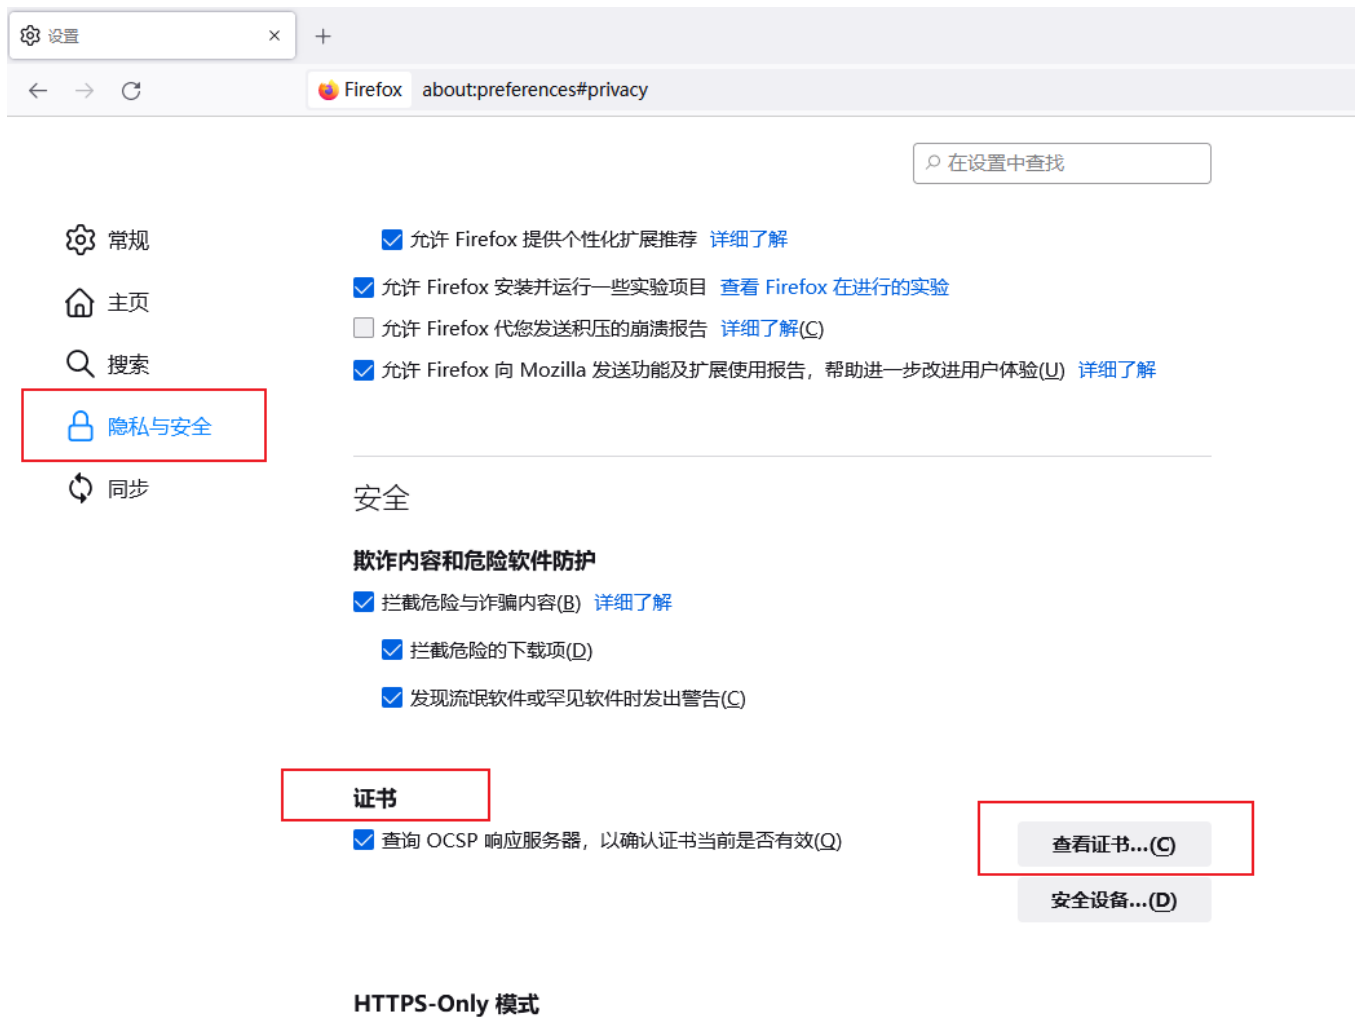 设置
Firefox about:preferences#privacy
在设置中查找
常规
主页
搜索
隐私与安全
同步
允许 Firefox 提供个性化扩展推荐 详细了解
允许 Firefox 安装并运行一些实验项目 查看 Firefox 在进行的实验
允许 Firefox 代您发送积压的崩溃报告 详细了解(C)
允许 Firefox 向 Mozilla 发送功能及扩展使用报告，帮助进一步改进用户体验(U) 详细了解
安全
欺诈内容和危险软件防护
拦截危险与诈骗内容(B) 详细了解
拦截危险的下载项(D)
发现流氓软件或罕见软件时发出警告(C)
证书
查询 OCSP 响应服务器，以确认证书当前是否有效(Q)
查看证书...(C)
安全设备...(D)
HTTPS-Only 模式